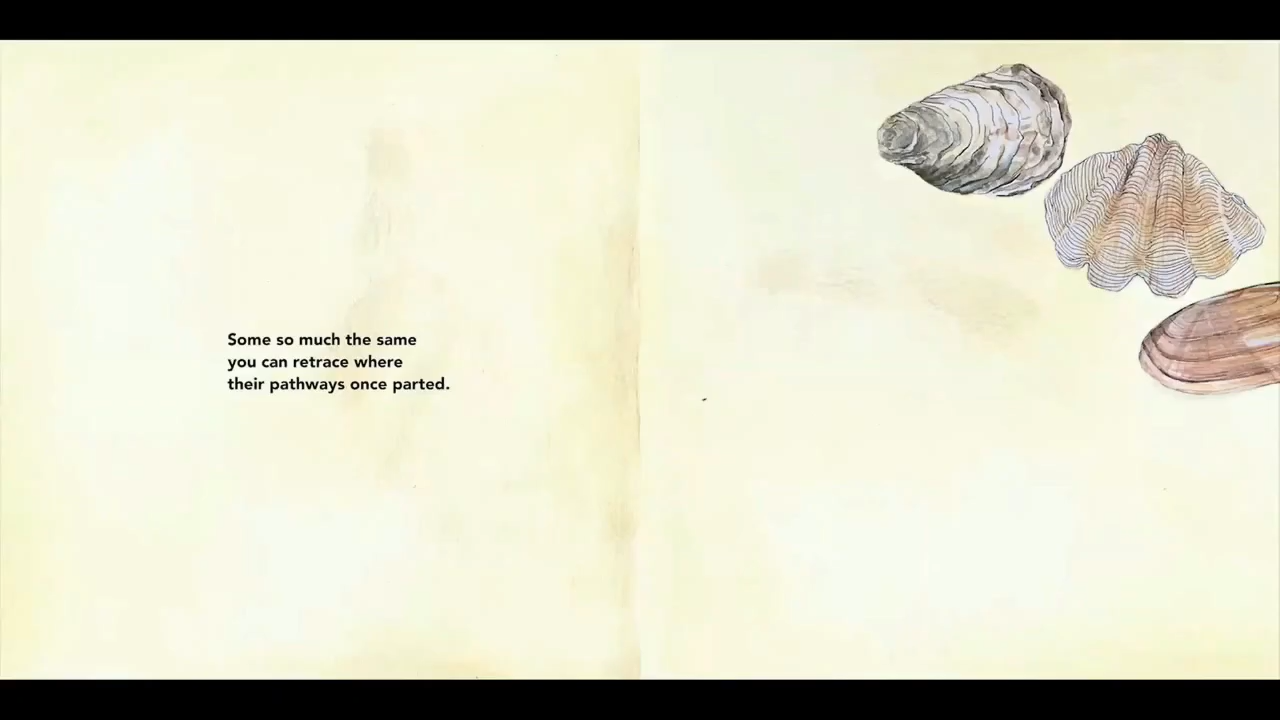 Some so much the same
you can retrace where
their pathways once parted.